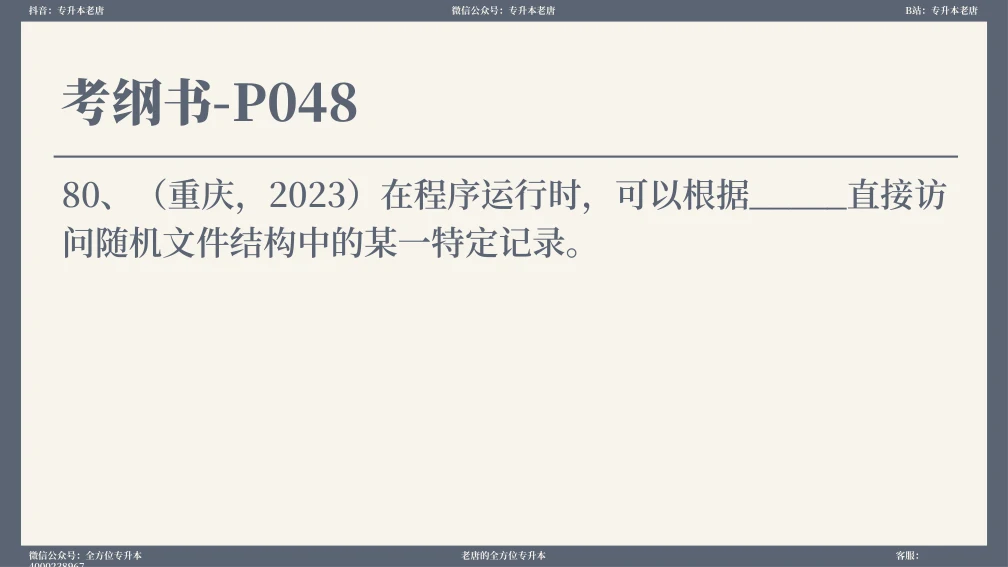 抖音：专升本老唐
微信公众号：专升本老唐
B站：专升本老唐
考纲书-P048
80、（重庆，2023）在程序运行时，可以根据______直接访
问随机文件结构中的某一特定记录。
微信公众号：全方位专升本
老唐的全方位专升本
客服：
4000238967